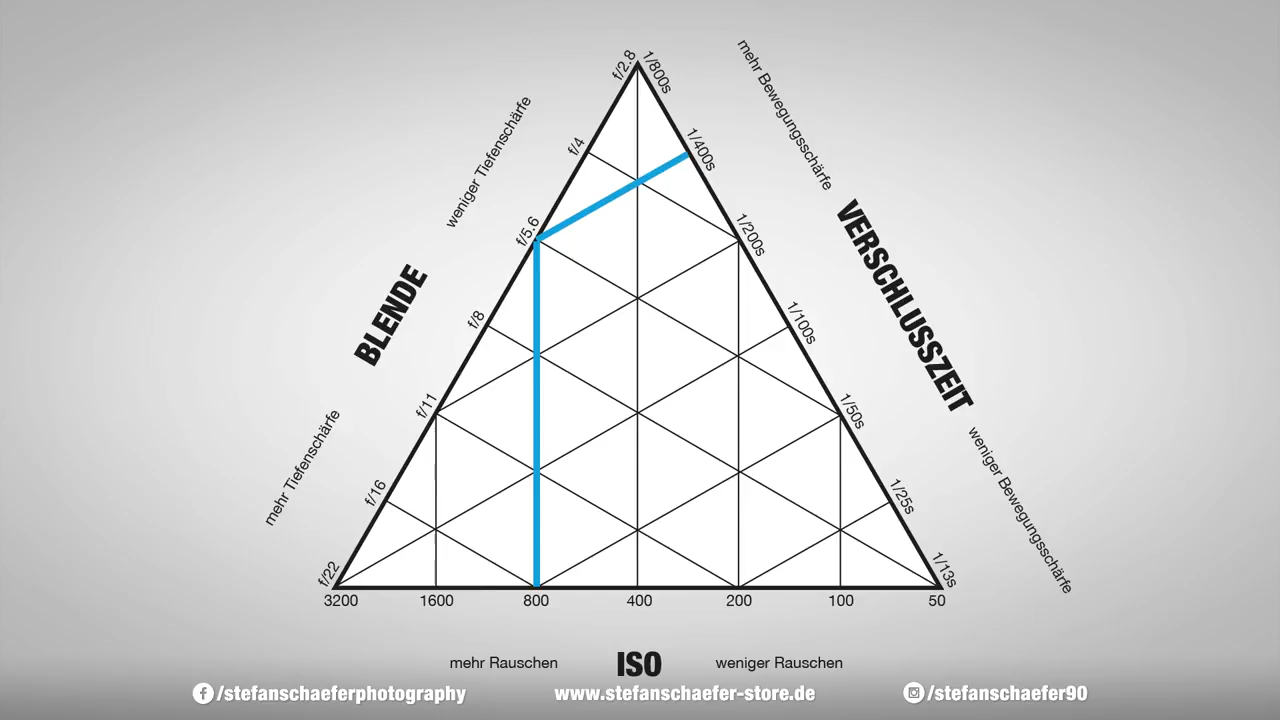 f/2.8
f/4
f/5.6
f/8
f/11
f/16
f/22
weniger Tiefenschärfe
BLENDE
mehr Tiefenschärfe
1/800s
1/400s
1/200s
1/100s
1/50s
1/25s
1/13s
mehr Bewegungsschärfe
VERSCHLUSSZEIT
weniger Bewegungsschärfe
3200 1600 800 400 200 100 50
mehr Rauschen ISO weniger Rauschen
/stefanschaeferphotography www.stefanschaefer-store.de /stefanschaefer90